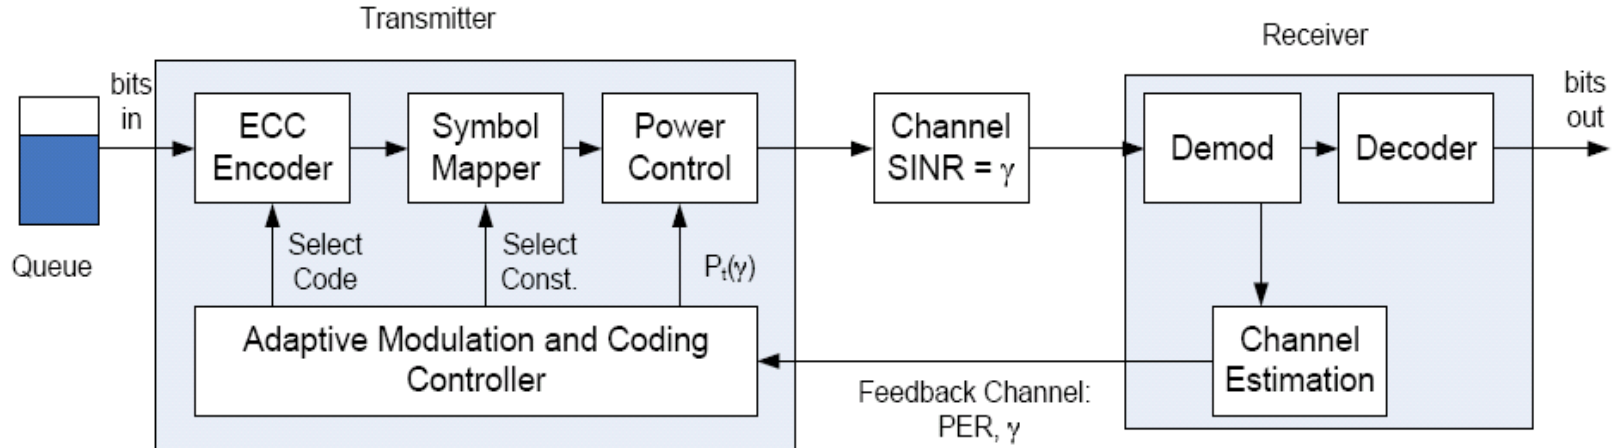 Transmitter
Receiver
bits
in
ECC
Encoder
Symbol
Mapper
Power
Control
Channel
SINR = γ
Demod
Decoder
bits
out
Queue
Select
Code
Select
Const.
Pₜ(γ)
Adaptive Modulation and Coding
Controller
Channel
Estimation
Feedback Channel:
PER, γ